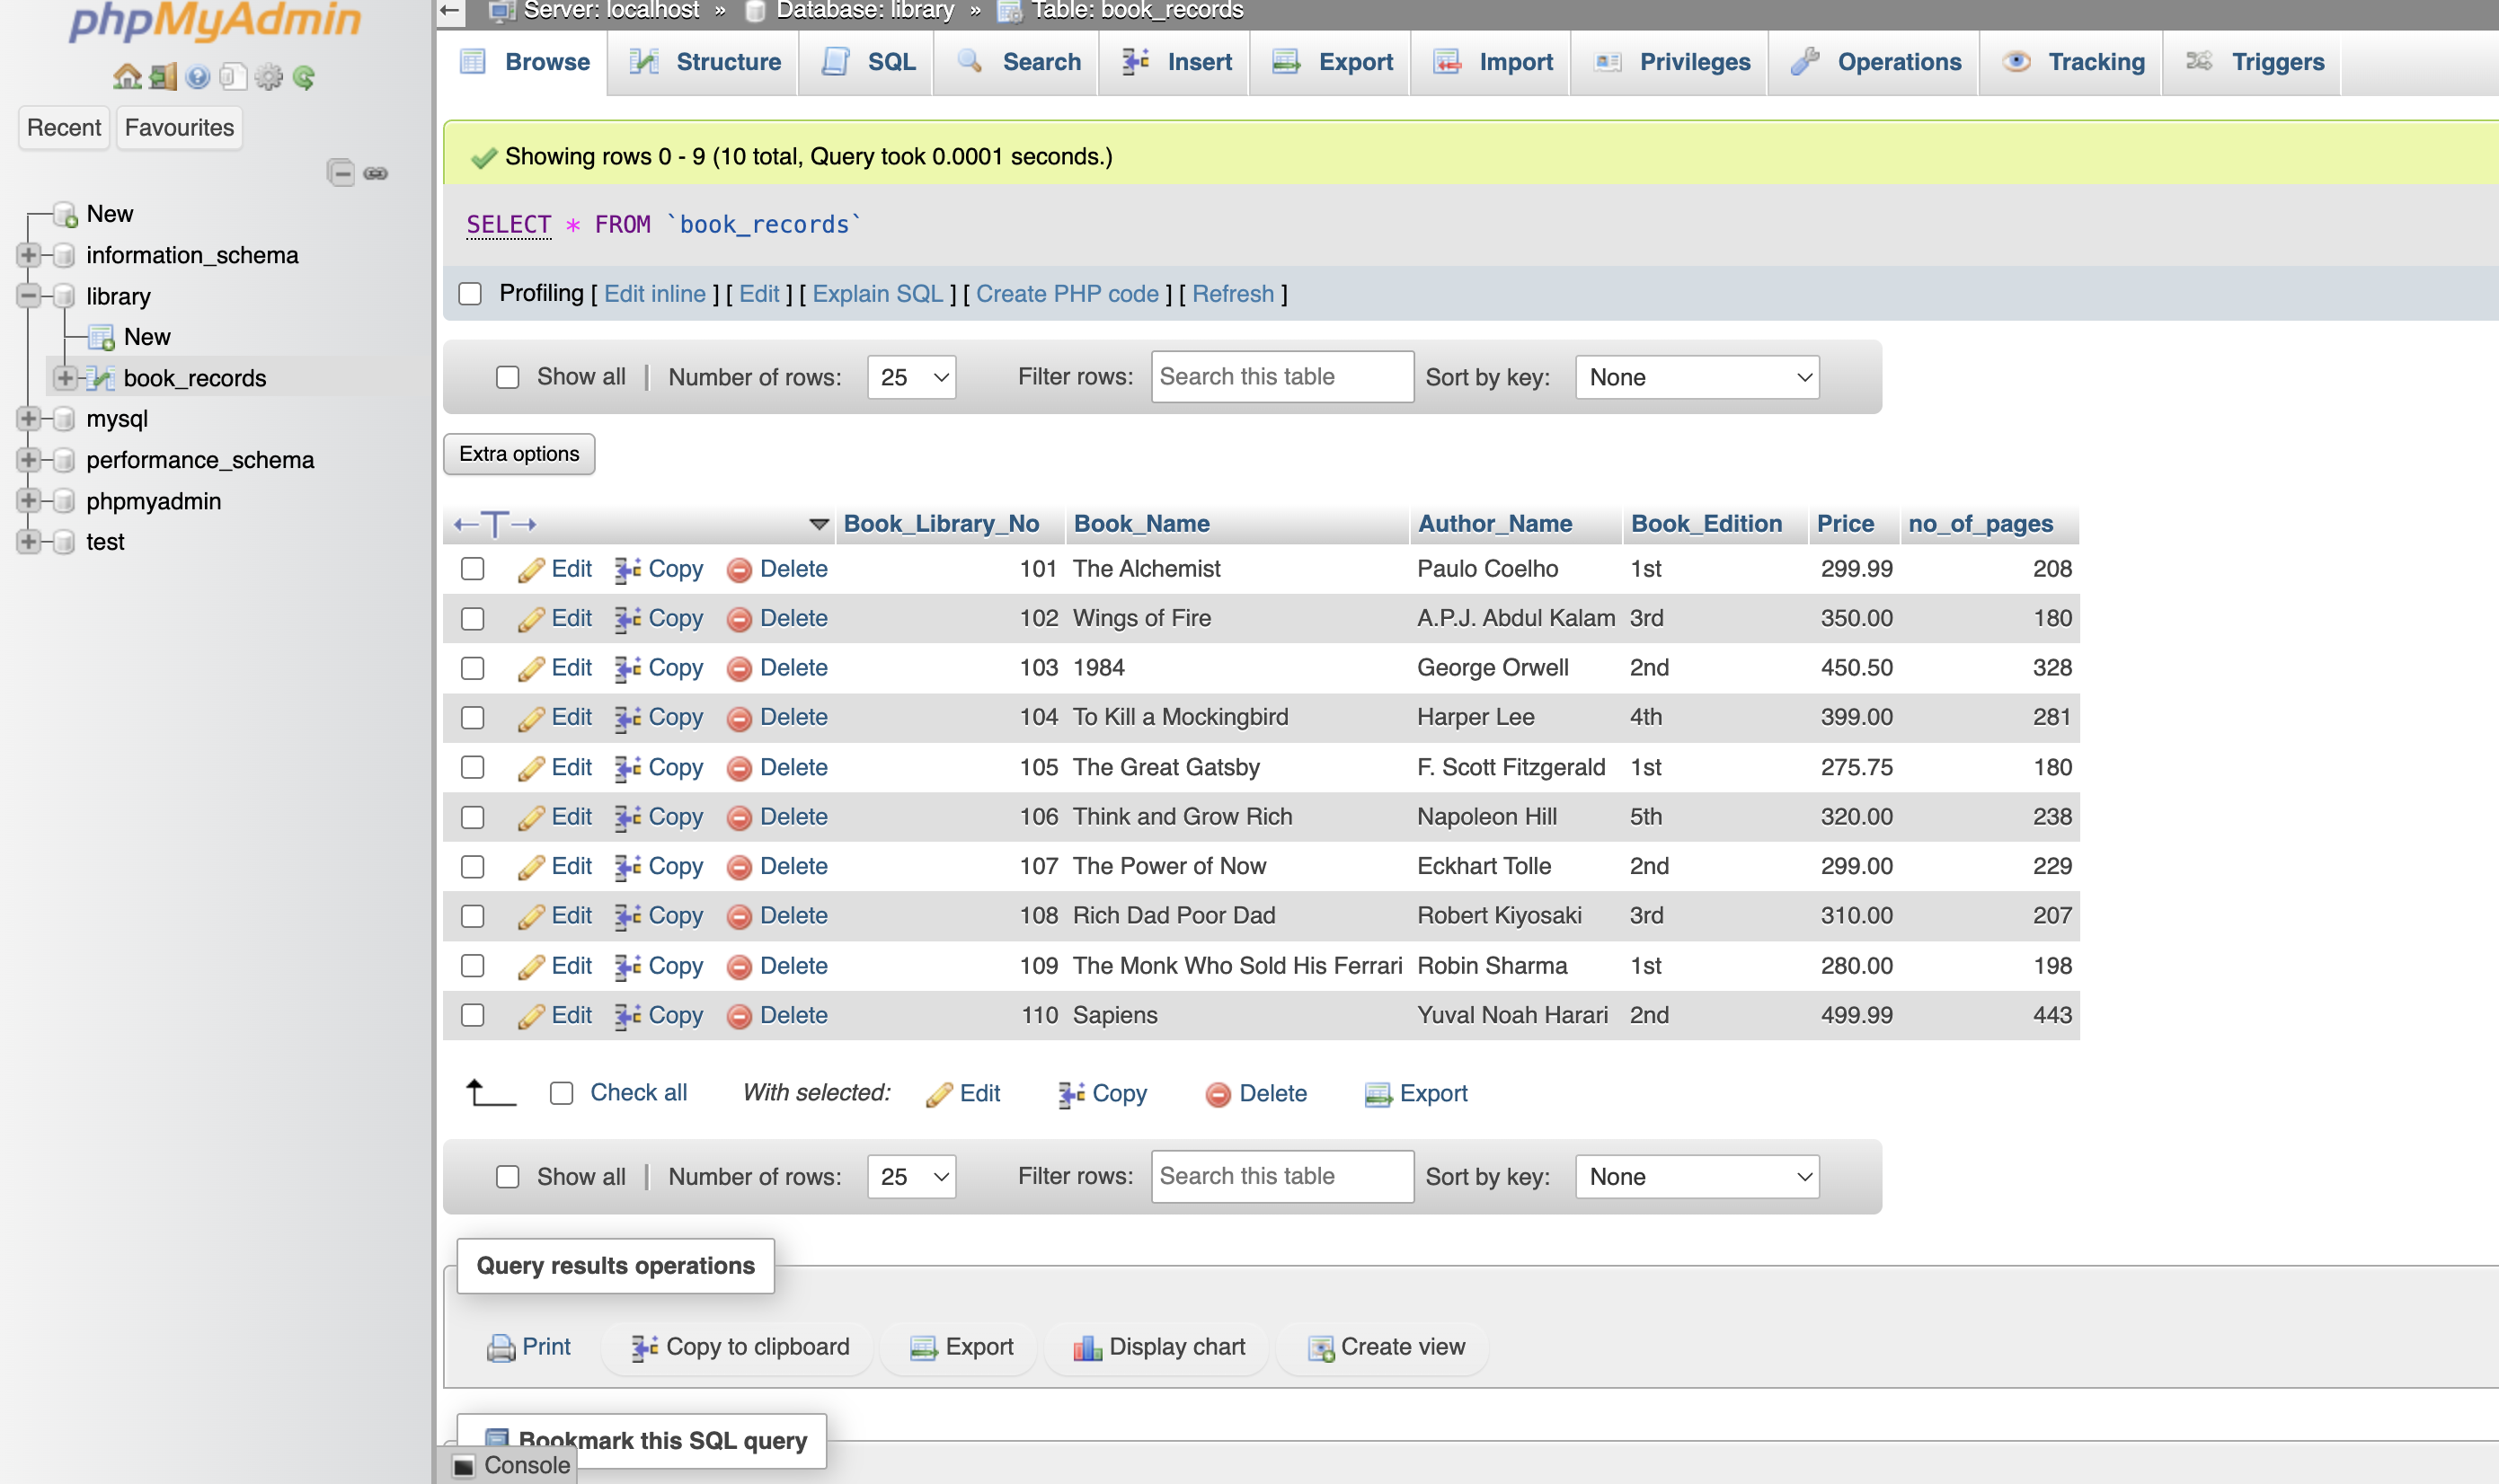 phpMyAdmin
Recent Favourites
New
information_schema
library
New
book_records
mysql
performance_schema
phpmyadmin
test
Server: localhost » Database: library » Table: book_records
Browse Structure SQL Search Insert Export Import Privileges Operations Tracking Triggers
Showing rows 0 - 9 (10 total, Query took 0.0001 seconds.)
SELECT * FROM `book_records`
Profiling [ Edit inline ] [ Edit ] [ Explain SQL ] [ Create PHP code ] [ Refresh ]
Show all | Number of rows: 25 Filter rows: Search this table Sort by key: None
Extra options
←T→ Book_Library_No Book_Name Author_Name Book_Edition Price no_of_pages
Edit Copy Delete 101 The Alchemist Paulo Coelho 1st 299.99 208
Edit Copy Delete 102 Wings of Fire A.P.J. Abdul Kalam 3rd 350.00 180
Edit Copy Delete 103 1984 George Orwell 2nd 450.50 328
Edit Copy Delete 104 To Kill a Mockingbird Harper Lee 4th 399.00 281
Edit Copy Delete 105 The Great Gatsby F. Scott Fitzgerald 1st 275.75 180
Edit Copy Delete 106 Think and Grow Rich Napoleon Hill 5th 320.00 238
Edit Copy Delete 107 The Power of Now Eckhart Tolle 2nd 299.00 229
Edit Copy Delete 108 Rich Dad Poor Dad Robert Kiyosaki 3rd 310.00 207
Edit Copy Delete 109 The Monk Who Sold His Ferrari Robin Sharma 1st 280.00 198
Edit Copy Delete 110 Sapiens Yuval Noah Harari 2nd 499.99 443
Check all With selected: Edit Copy Delete Export
Show all | Number of rows: 25 Filter rows: Search this table Sort by key: None
Query results operations
Print Copy to clipboard Export Display chart Create view
Bookmark this SQL query
Console